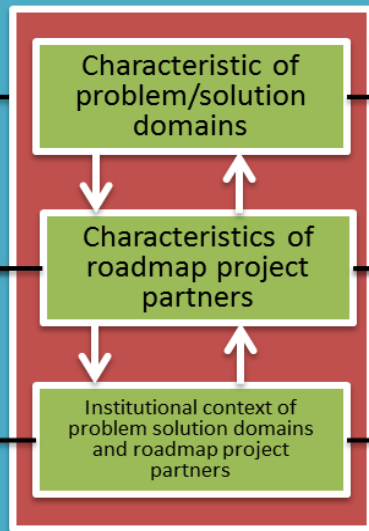 Characteristic of
problem/solution
domains
Characteristics of
roadmap project
partners
Institutional context of
problem solution domains
and roadmap project
partners